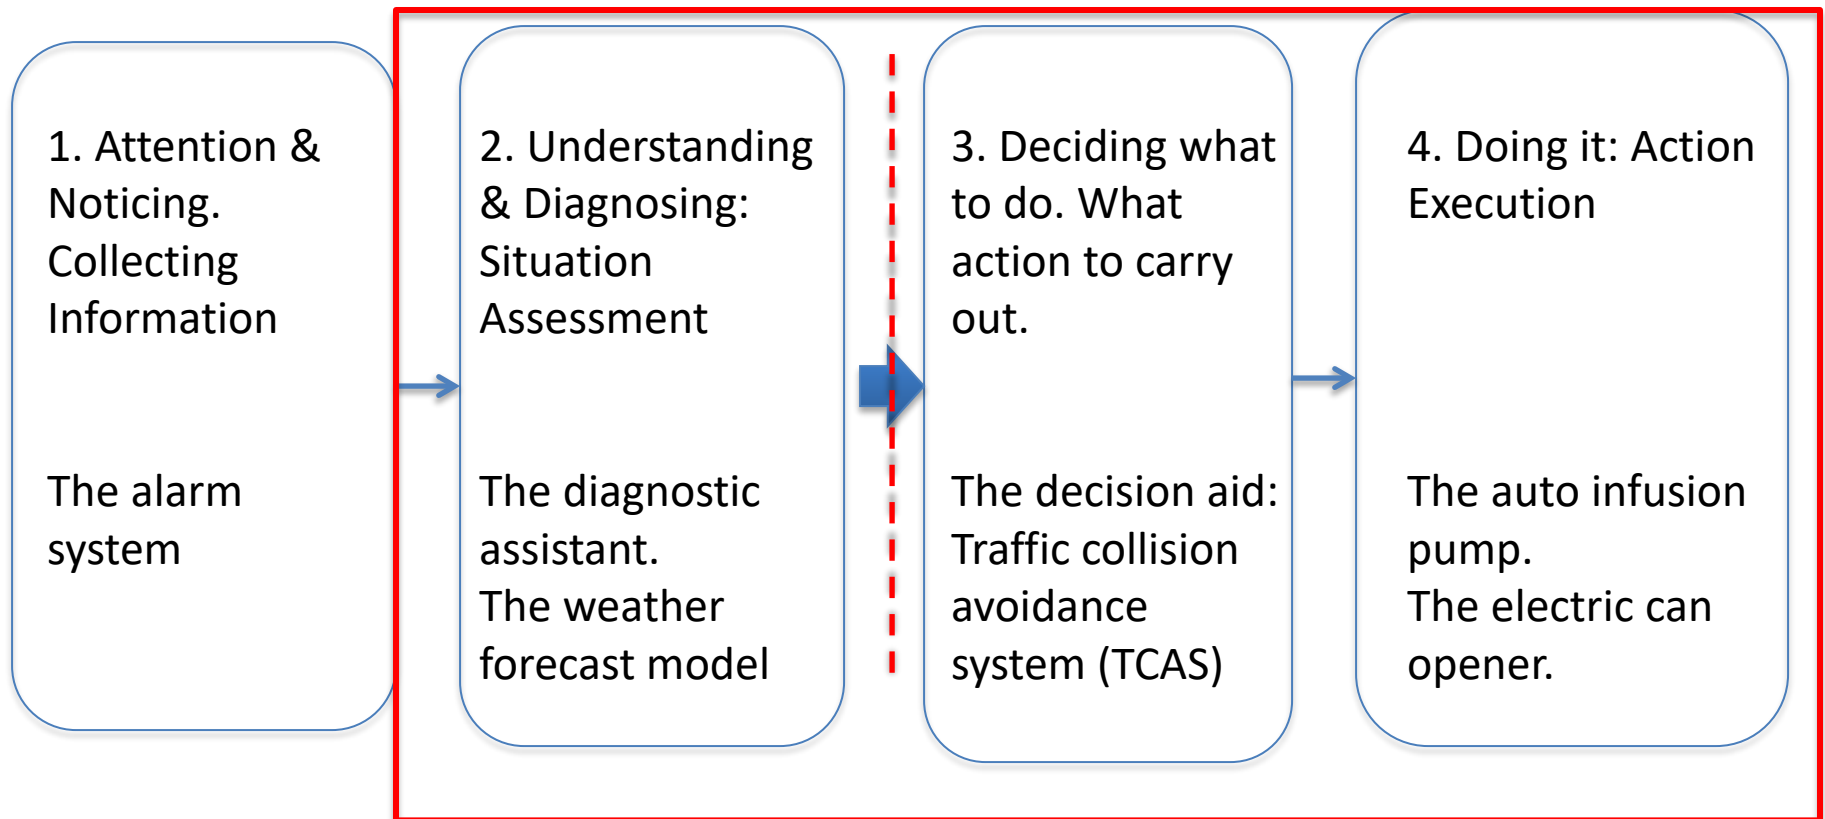 1. Attention &
Noticing.
Collecting
Information
The alarm
system
2. Understanding
& Diagnosing:
Situation
Assessment
The diagnostic
assistant.
The weather
forecast model
3. Deciding what
to do. What
action to carry
out.
The decision aid:
Traffic collision
avoidance
system (TCAS)
4. Doing it: Action
Execution
The auto infusion
pump.
The electric can
opener.